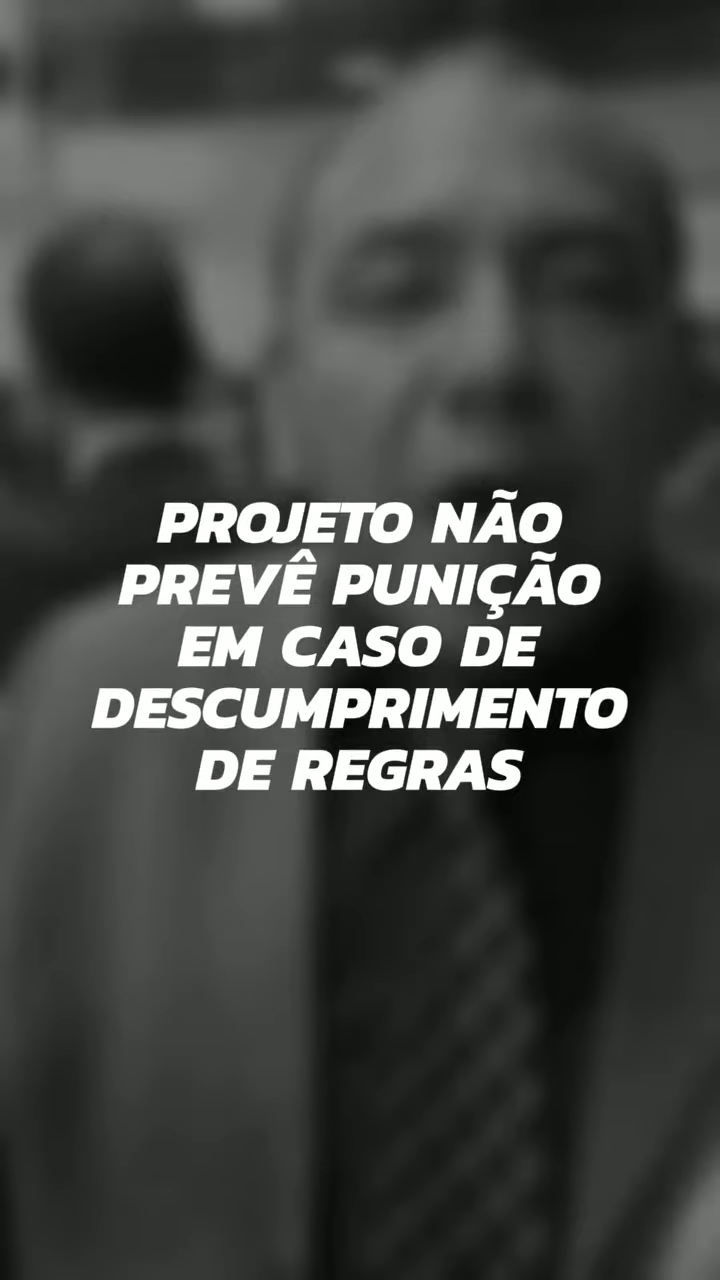 PROJETO NÃO
PREVÊ PUNIÇÃO
EM CASO DE
DESCUMPRIMENTO
DE REGRAS